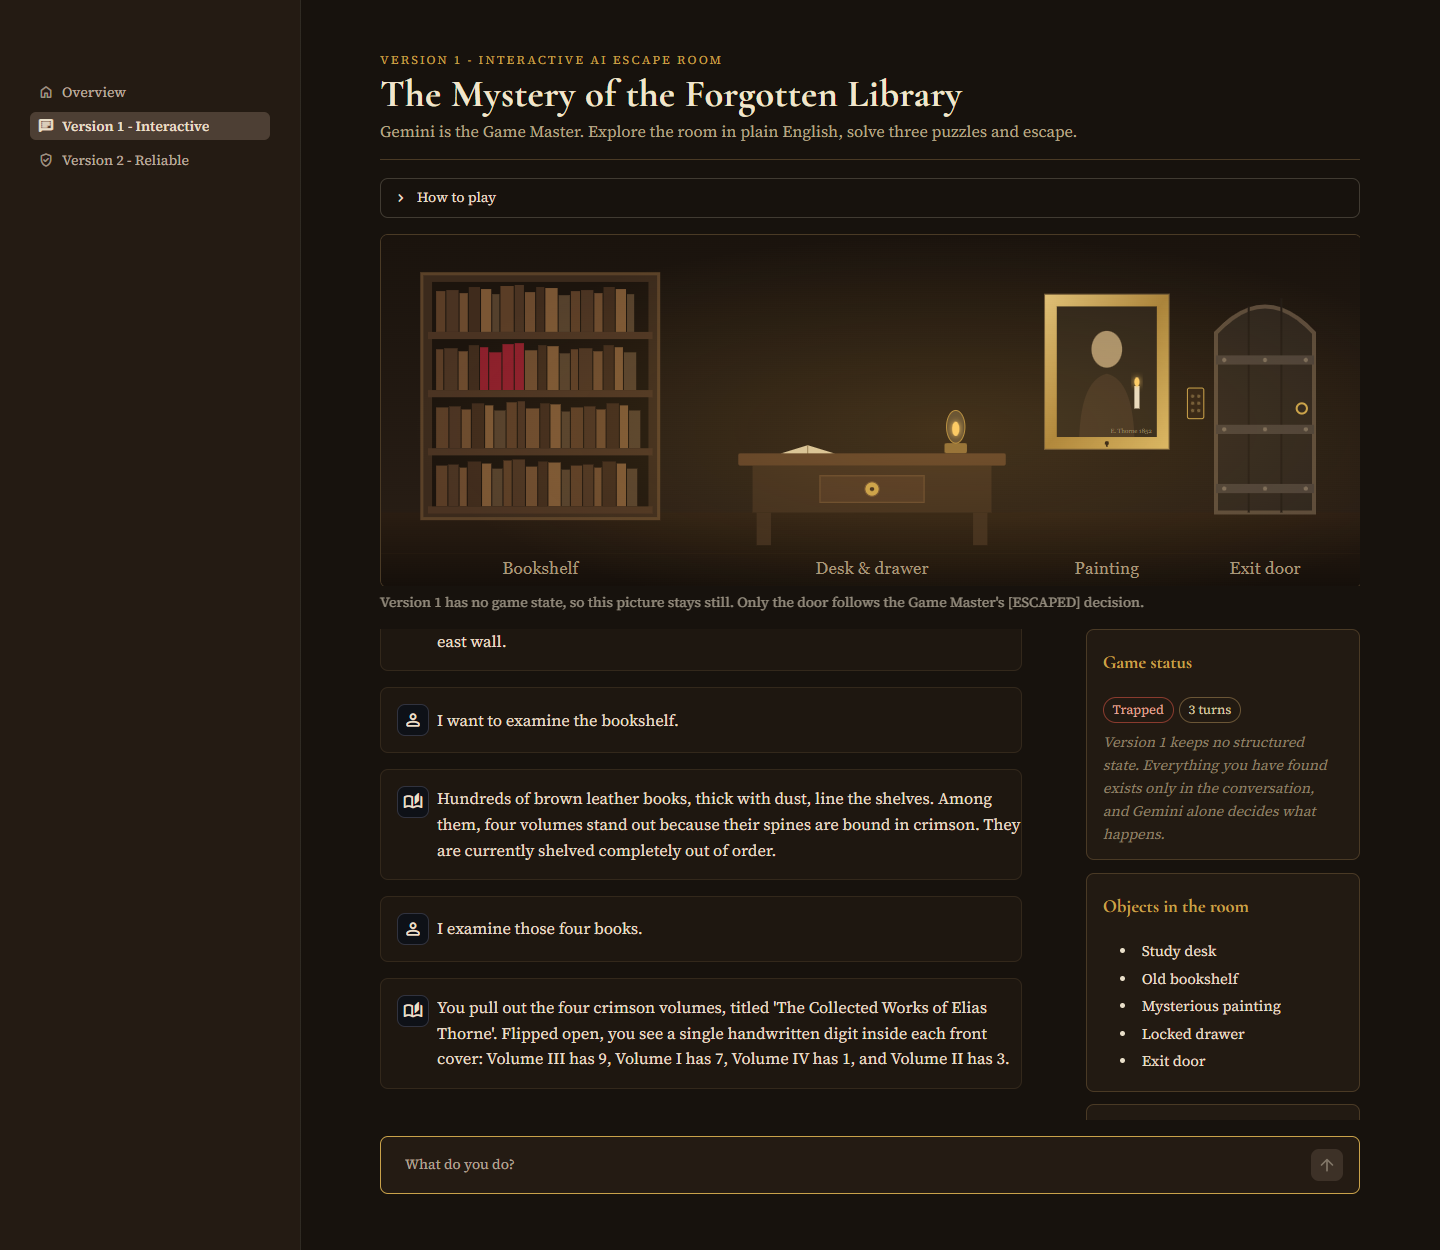 Overview
Version 1 - Interactive
Version 2 - Reliable
VERSION 1 - INTERACTIVE AI ESCAPE ROOM
The Mystery of the Forgotten Library
Gemini is the Game Master. Explore the room in plain English, solve three puzzles and escape.
How to play
E. Thorne 1852
Bookshelf
Desk & drawer
Painting
Exit door
Version 1 has no game state, so this picture stays still. Only the door follows the Game Master's [ESCAPED] decision.
east wall.
I want to examine the bookshelf.
Hundreds of brown leather books, thick with dust, line the shelves. Among
them, four volumes stand out because their spines are bound in crimson. They
are currently shelved completely out of order.
I examine those four books.
You pull out the four crimson volumes, titled 'The Collected Works of Elias
Thorne'. Flipped open, you see a single handwritten digit inside each front
cover: Volume III has 9, Volume I has 7, Volume IV has 1, and Volume II has 3.
Game status
Trapped
3 turns
Version 1 keeps no structured
state. Everything you have found
exists only in the conversation,
and Gemini alone decides what
happens.
Objects in the room
Study desk
Old bookshelf
Mysterious painting
Locked drawer
Exit door
What do you do?